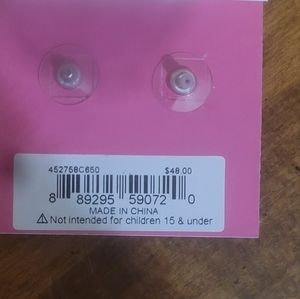 452758C650 $48.00
8 89295 59072 0
MADE IN CHINA
⚠ Not intended for children 15 & under